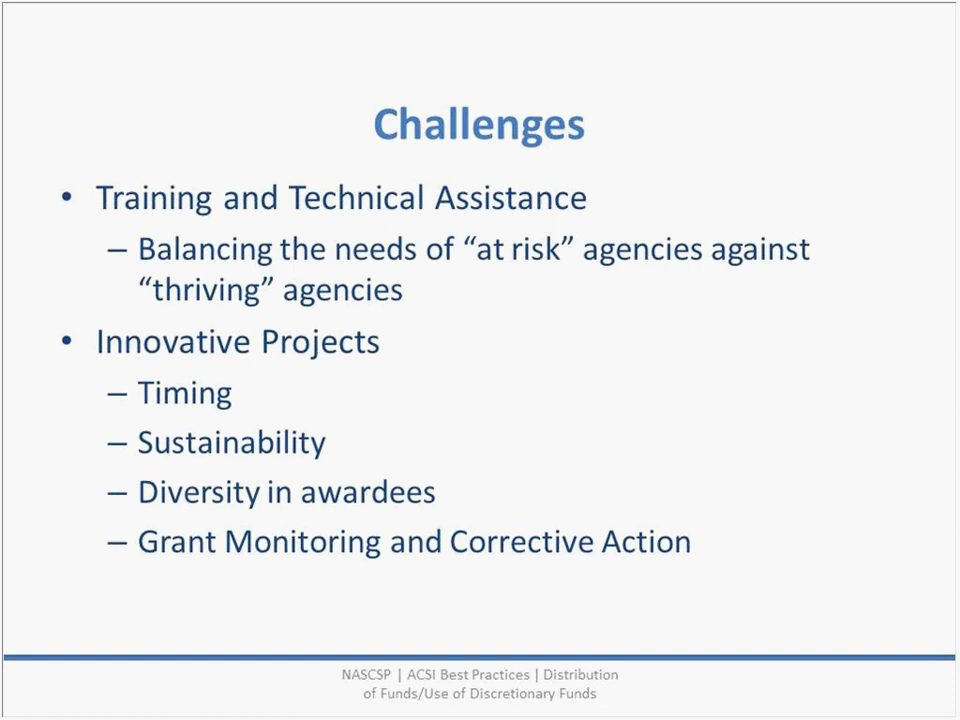 Challenges
• Training and Technical Assistance
– Balancing the needs of “at risk” agencies against
“thriving” agencies
• Innovative Projects
– Timing
– Sustainability
– Diversity in awardees
– Grant Monitoring and Corrective Action
NASCSP | ACSI Best Practices | Distribution
of Funds/Use of Discretionary Funds